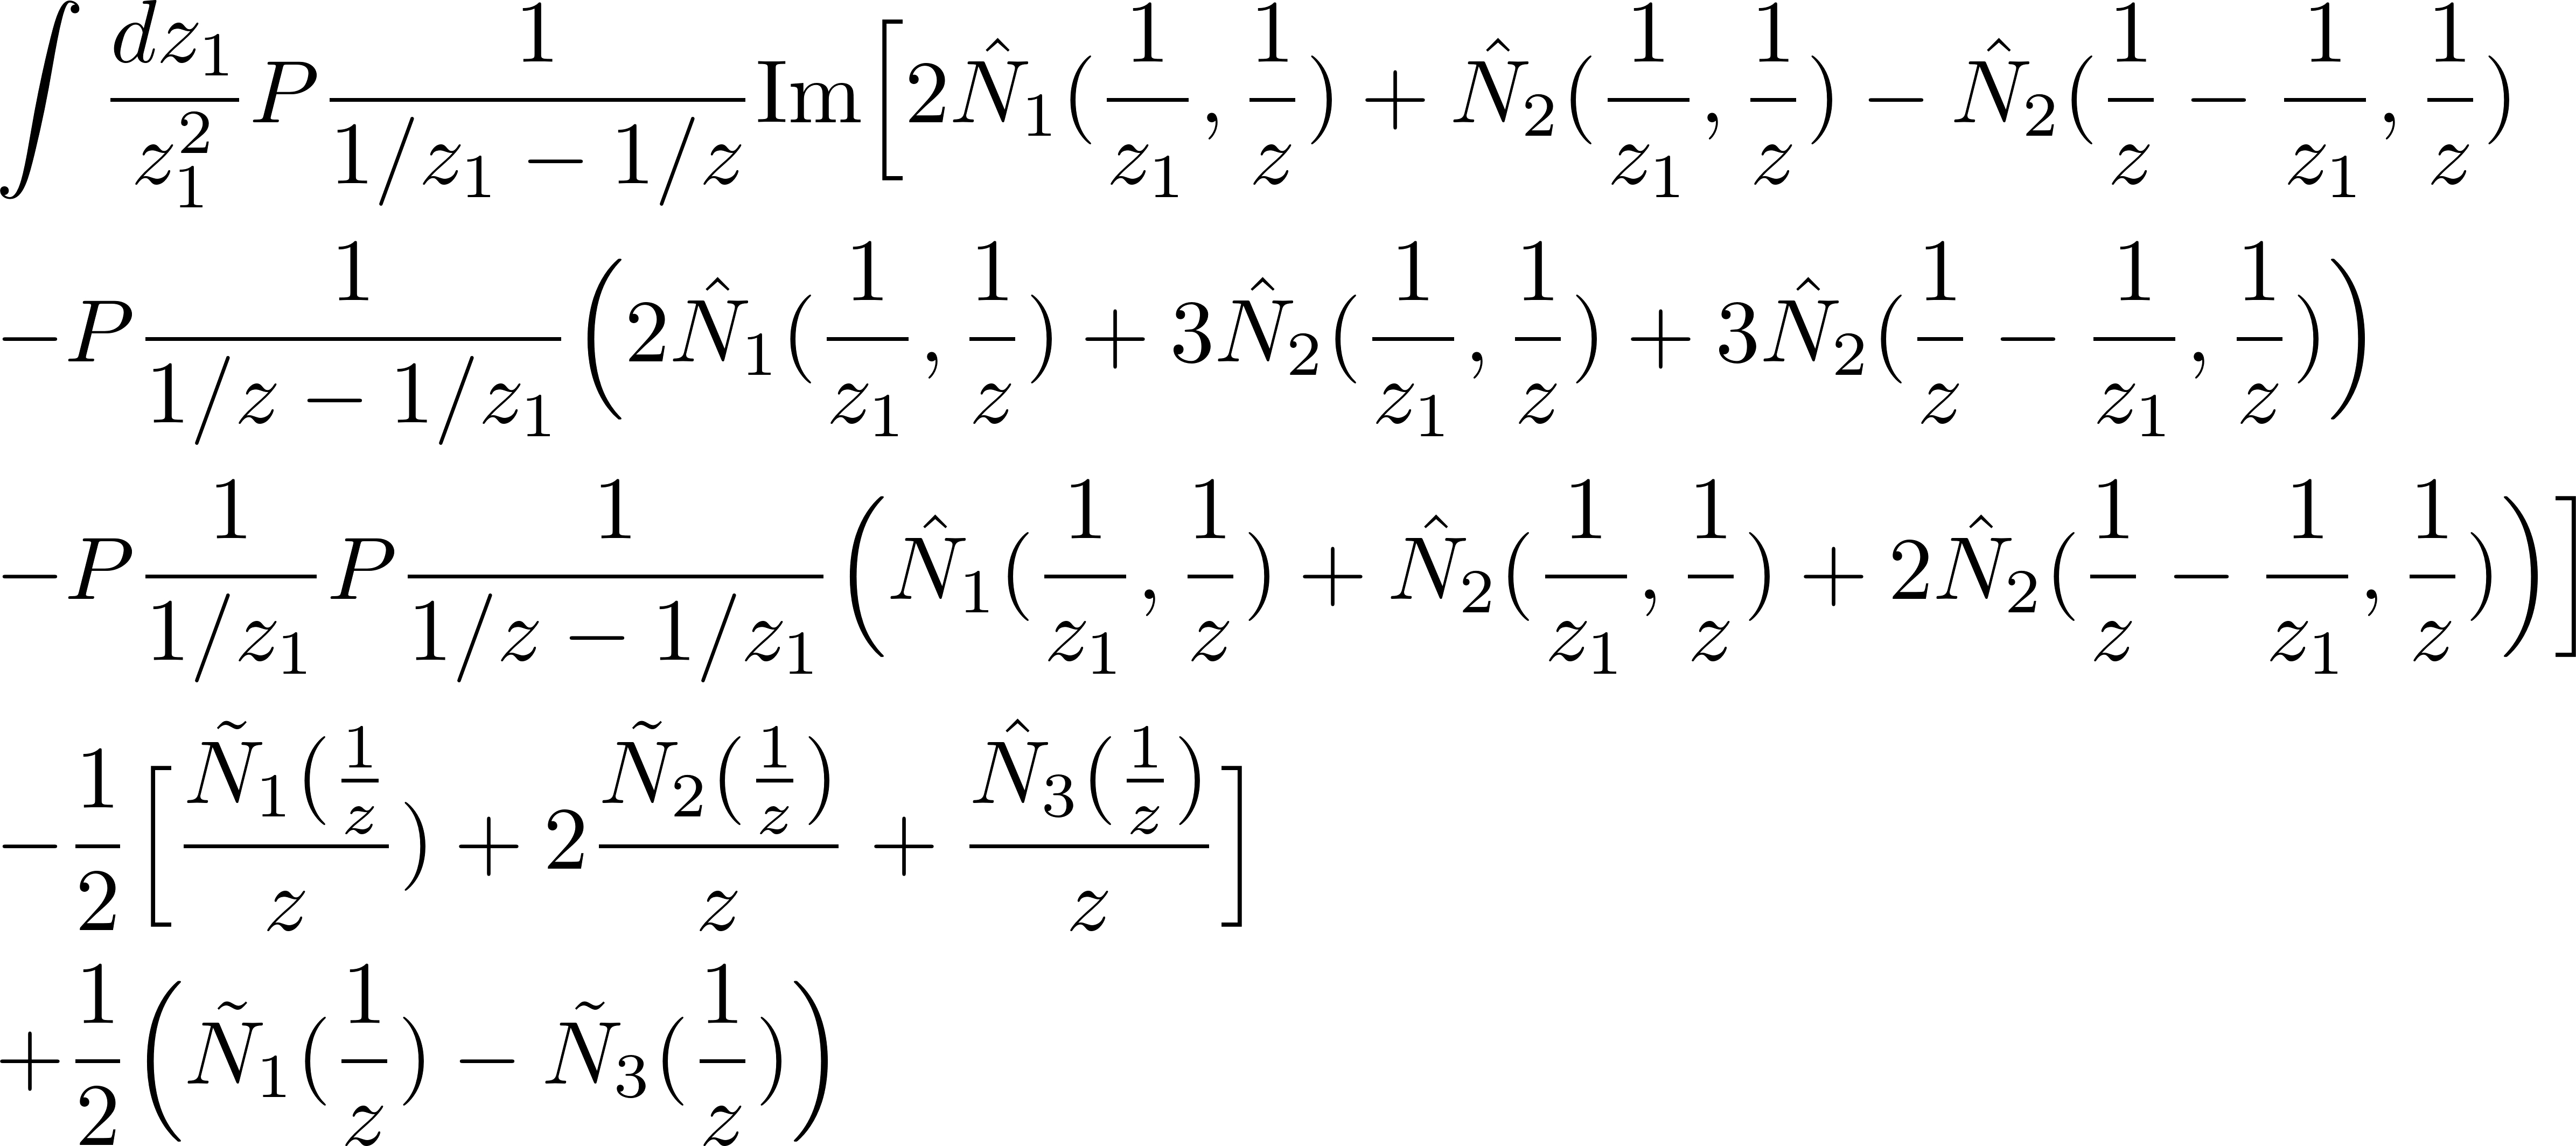 \int \frac{dz_1}{z_1^2} P \frac{1}{1/z_1 - 1/z} \mathrm{Im} \Big[ 2\hat{N}_1(\frac{1}{z_1}, \frac{1}{z}) + \hat{N}_2(\frac{1}{z_1}, \frac{1}{z}) - \hat{N}_2(\frac{1}{z} - \frac{1}{z_1}, \frac{1}{z})
- P \frac{1}{1/z - 1/z_1} \Big( 2\hat{N}_1(\frac{1}{z_1}, \frac{1}{z}) + 3\hat{N}_2(\frac{1}{z_1}, \frac{1}{z}) + 3\hat{N}_2(\frac{1}{z} - \frac{1}{z_1}, \frac{1}{z}) \Big)
- P \frac{1}{1/z_1} P \frac{1}{1/z - 1/z_1} \Big( \hat{N}_1(\frac{1}{z_1}, \frac{1}{z}) + \hat{N}_2(\frac{1}{z_1}, \frac{1}{z}) + 2\hat{N}_2(\frac{1}{z} - \frac{1}{z_1}, \frac{1}{z}) \Big) \Big]
- \frac{1}{2} \Big[ \frac{\tilde{N}_1(\frac{1}{z}}{z}) + 2 \frac{\tilde{N}_2(\frac{1}{z})}{z} + \frac{\hat{N}_3(\frac{1}{z})}{z} \Big]
+ \frac{1}{2} \Big( \tilde{N}_1(\frac{1}{z}) - \tilde{N}_3(\frac{1}{z}) \Big)